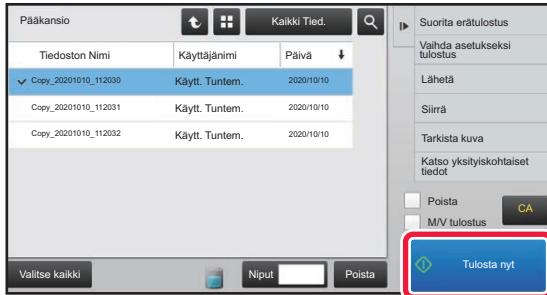 Pääkansio
Kaikki Tied.
Tiedoston Nimi Käyttäjänimi Päivä
Copy_20201010_112030 Käytt. Tuntem. 2020/10/10
Copy_20201010_112031 Käytt. Tuntem. 2020/10/10
Copy_20201010_112032 Käytt. Tuntem. 2020/10/10
Valitse kaikki Niput Poista
Suorita erätulostus
Vaihda asetukseksi
tulostus
Lähetä
Siirrä
Tarkista kuva
Katso yksityiskohtaiset
tiedot
Poista
M/V tulostus
CA
Tulosta nyt